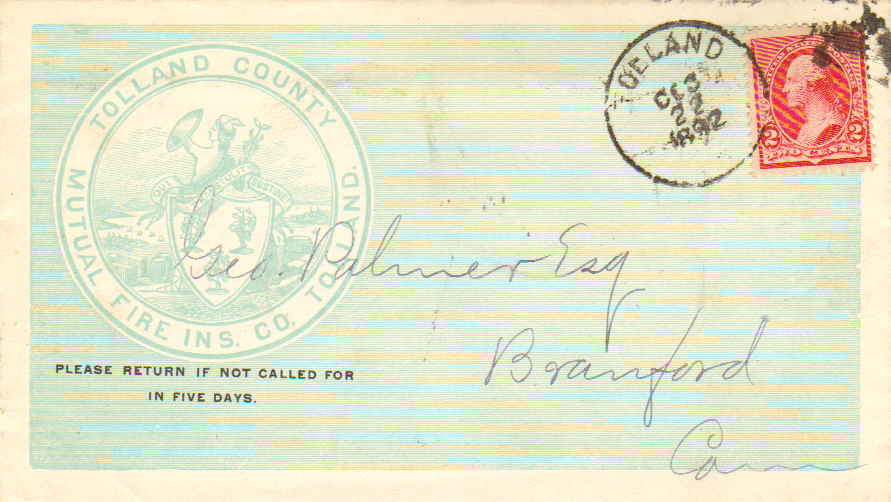 TOLLAND COUNTY
MUTUAL FIRE INS. CO. TOLLAND.
PLEASE RETURN IF NOT CALLED FOR
IN FIVE DAYS.
22
1892
2 2
Geo. Palmer Esq
Branford
Conn